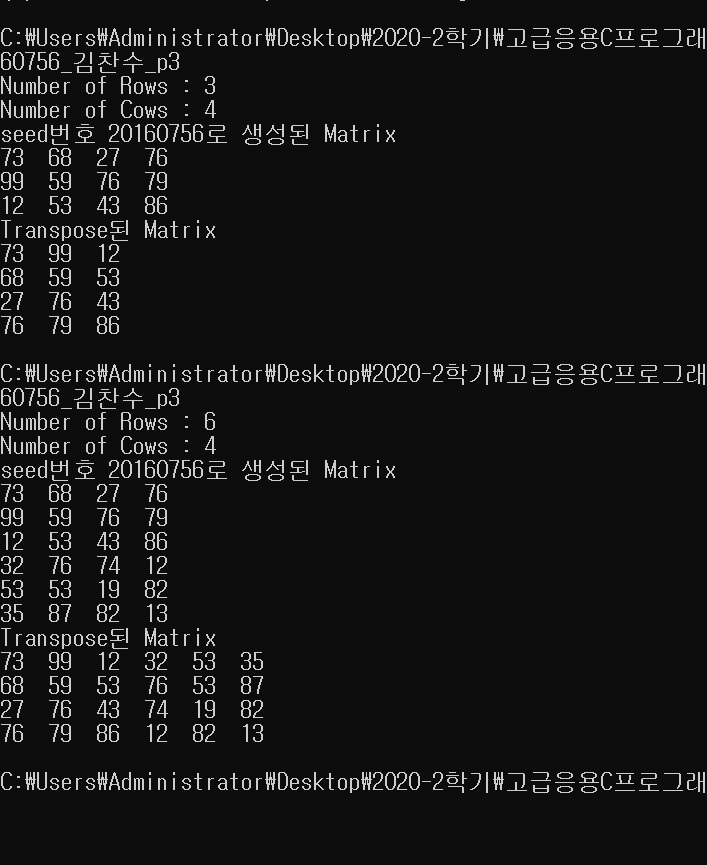 C:₩Users₩Administrator₩Desktop₩2020-2학기₩고급응용C프로그래
60756_김찬수_p3
Number of Rows : 3
Number of Cows : 4
seed번호 20160756로 생성된 Matrix
73 68 27 76
99 59 76 79
12 53 43 86
Transpose된 Matrix
73 99 12
68 59 53
27 76 43
76 79 86
C:₩Users₩Administrator₩Desktop₩2020-2학기₩고급응용C프로그래
60756_김찬수_p3
Number of Rows : 6
Number of Cows : 4
seed번호 20160756로 생성된 Matrix
73 68 27 76
99 59 76 79
12 53 43 86
32 76 74 12
53 53 19 82
35 87 82 13
Transpose된 Matrix
73 99 12 32 53 35
68 59 53 76 53 87
27 76 43 74 19 82
76 79 86 12 82 13
C:₩Users₩Administrator₩Desktop₩2020-2학기₩고급응용C프로그래